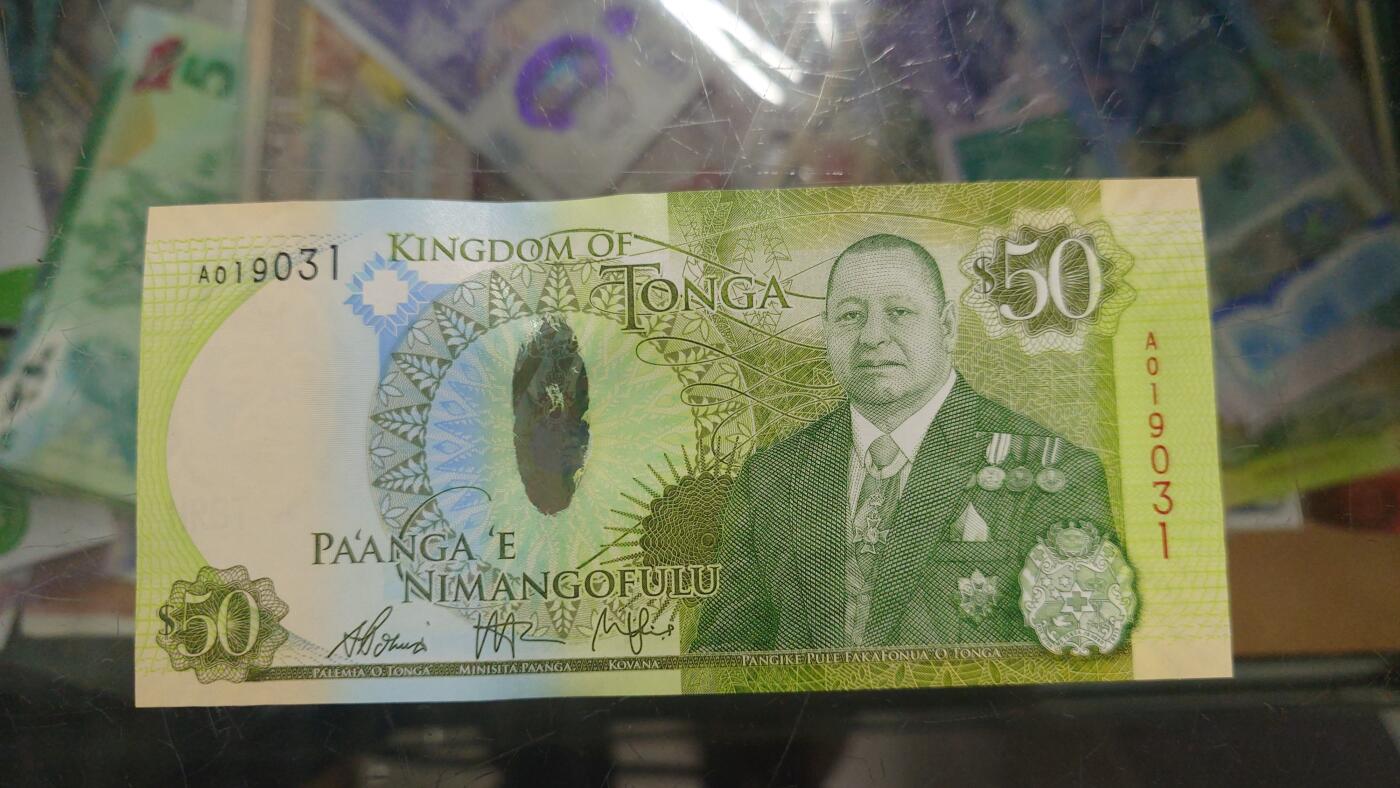 A019031
KINGDOM OF
TONGA
$50
A019031
PA'ANGA 'E
'NIMANGOFULU
$50
PALEMIA 'O TONGA
MINISITA PA'ANGA
KOVANA
PANGIKE PULE FAKAFONUA 'O TONGA
5